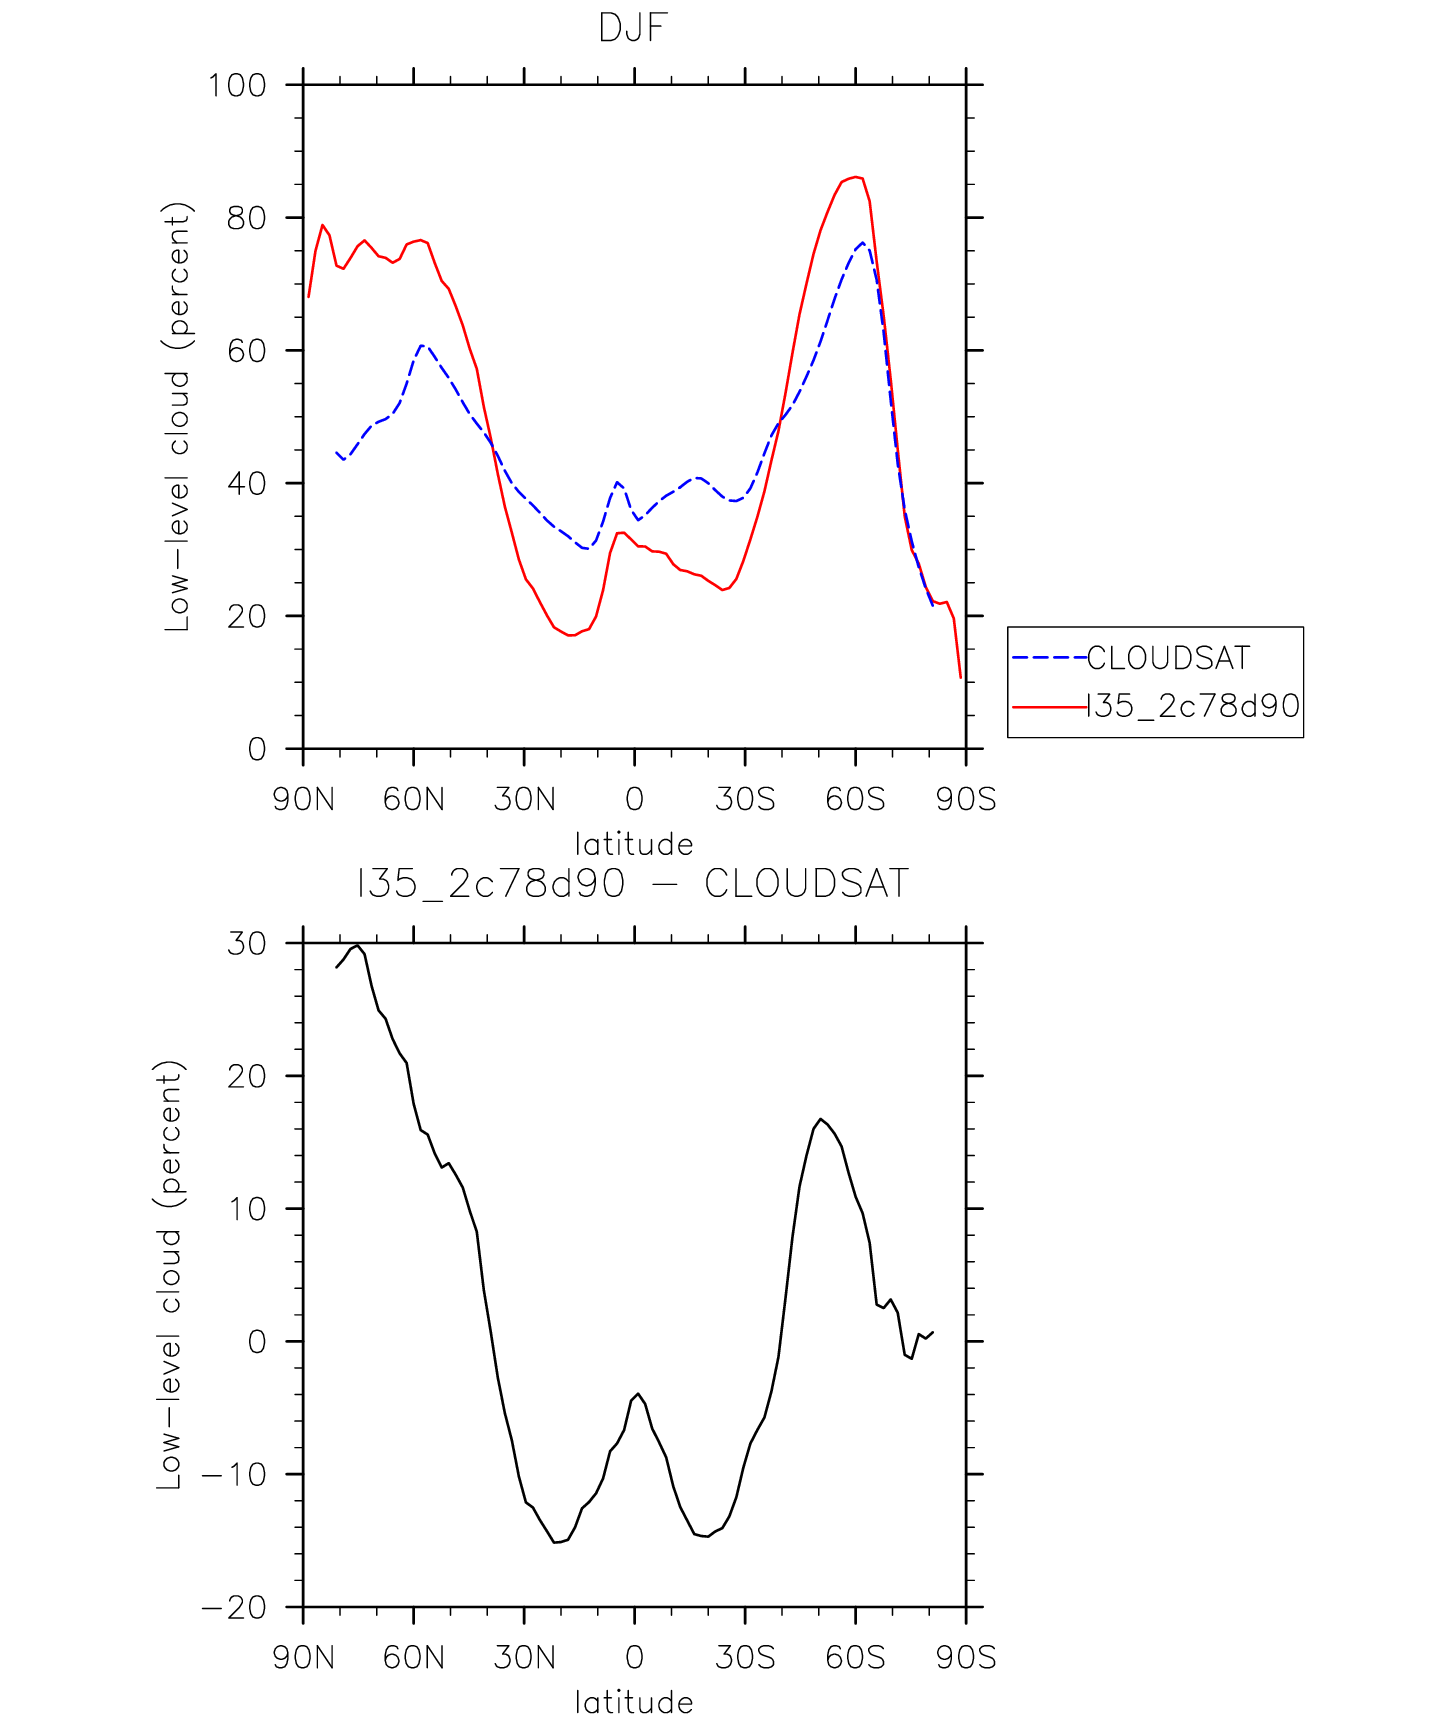 DJF
100
80
60
40
20
0
Low-level cloud (percent)
90N 60N 30N 0 30S 60S 90S
latitude
CLOUDSAT
I35_2c78d90
I35_2c78d90 - CLOUDSAT
30
20
10
0
-10
-20
Low-level cloud (percent)
90N 60N 30N 0 30S 60S 90S
latitude